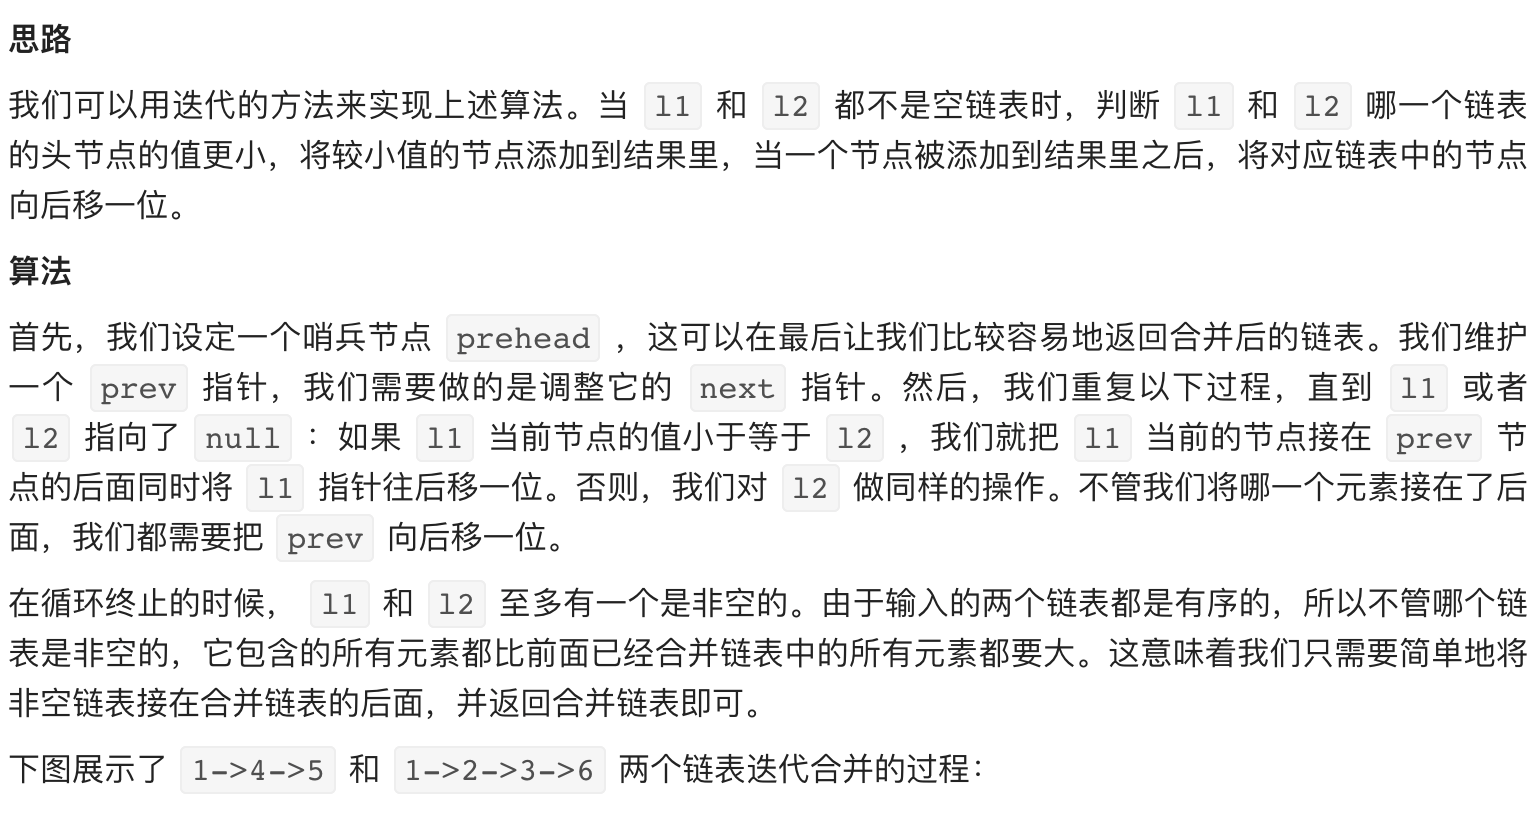 思路
我们可以用迭代的方法来实现上述算法。当 l1 和 l2 都不是空链表时，判断 l1 和 l2 哪一个链表
的头节点的值更小，将较小值的节点添加到结果里，当一个节点被添加到结果里之后，将对应链表中的节点
向后移一位。
算法
首先，我们设定一个哨兵节点 prehead ，这可以在最后让我们比较容易地返回合并后的链表。我们维护
一个 prev 指针，我们需要做的是调整它的 next 指针。然后，我们重复以下过程，直到 l1 或者
l2 指向了 null ：如果 l1 当前节点的值小于等于 l2 ，我们就把 l1 当前的节点接在 prev 节
点的后面同时将 l1 指针往后移一位。否则，我们对 l2 做同样的操作。不管我们将哪一个元素接在了后
面，我们都需要把 prev 向后移一位。
在循环终止的时候， l1 和 l2 至多有一个是非空的。由于输入的两个链表都是有序的，所以不管哪个链
表是非空的，它包含的所有元素都比前面已经合并链表中的所有元素都要大。这意味着我们只需要简单地将
非空链表接在合并链表的后面，并返回合并链表即可。
下图展示了 1->4->5 和 1->2->3->6 两个链表迭代合并的过程：